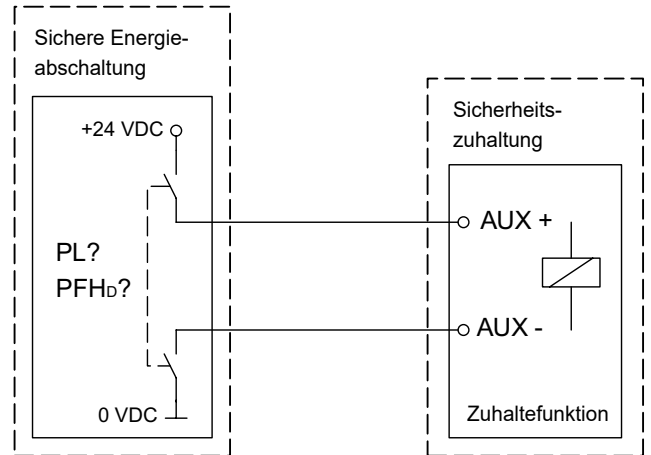 Sichere Energie-
abschaltung
+24 VDC
PL?
PFHD?
0 VDC
Sicherheits-
zuhaltung
AUX +
AUX -
Zuhaltefunktion